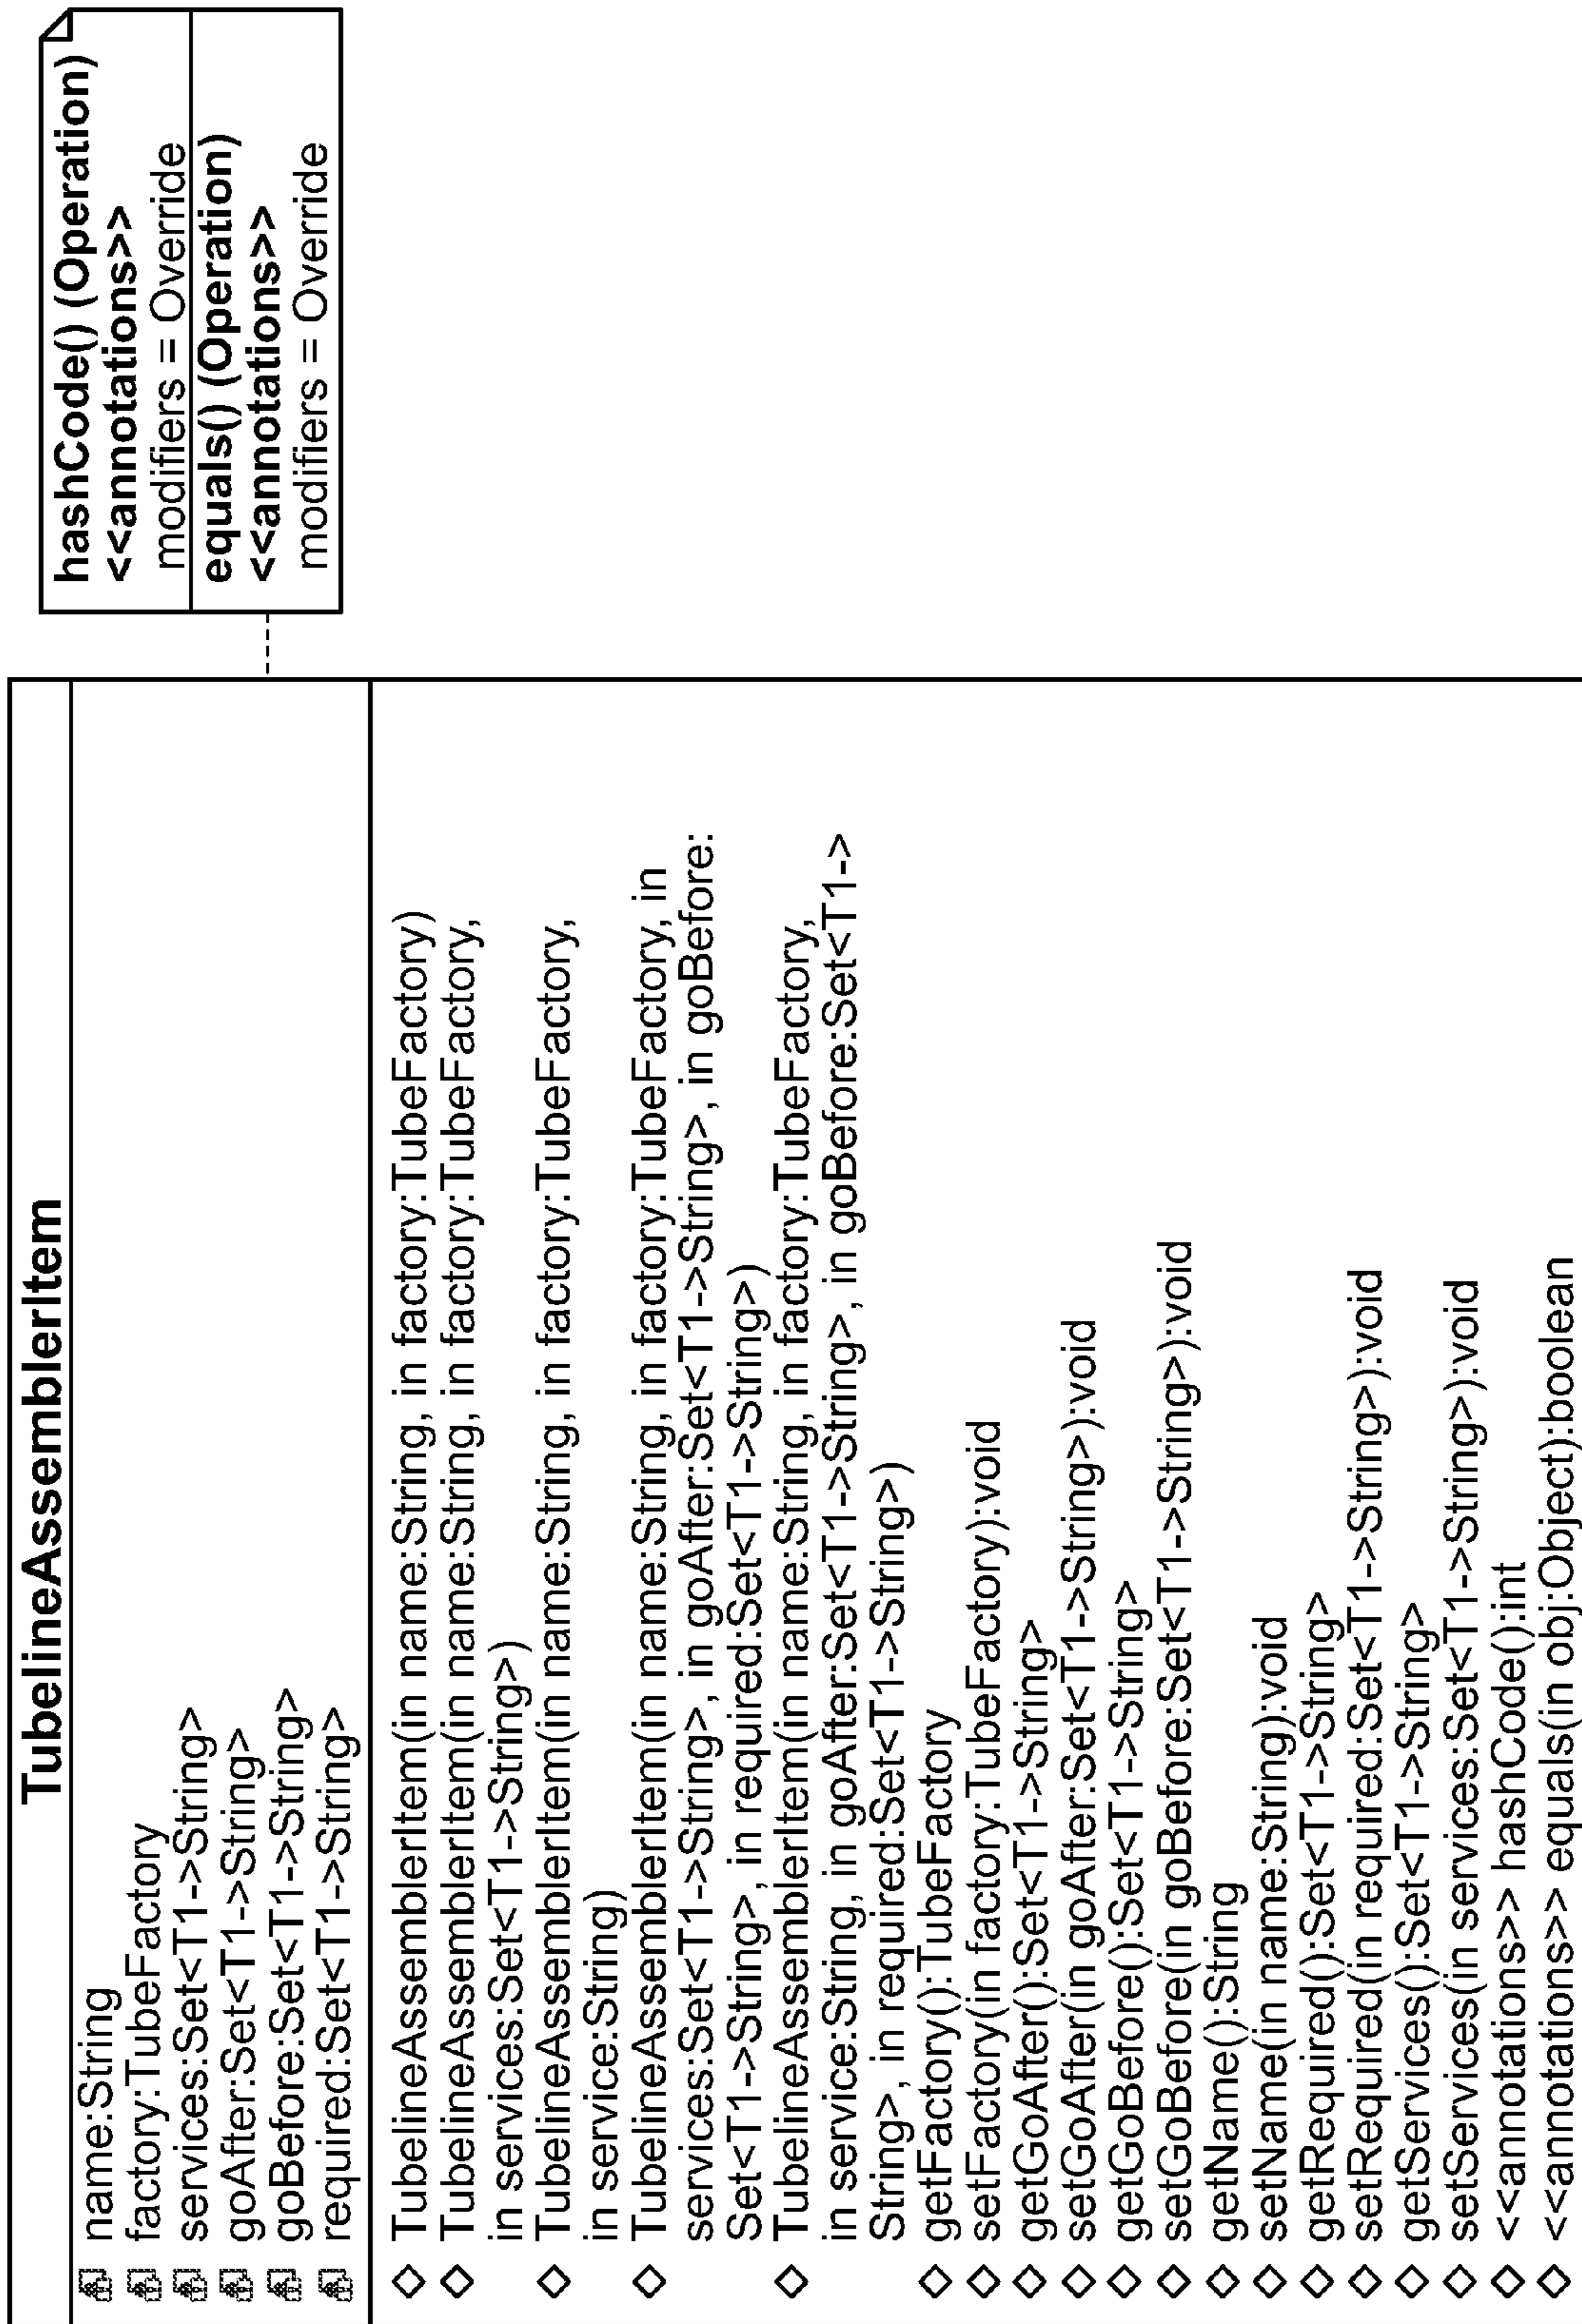 TubelineAssemblerItem
name:String
factory:TubeFactory
services:Set<T1->String>
goAfter:Set<T1->String>
goBefore:Set<T1->String>
required:Set<T1->String>
TubelineAssemblerItem(in name:String, in factory:TubeFactory)
TubelineAssemblerItem(in name:String, in factory:TubeFactory,
in services:Set<T1->String>)
TubelineAssemblerItem(in name:String, in factory:TubeFactory,
in service:String)
TubelineAssemblerItem(in name:String, in factory:TubeFactory, in
services:Set<T1->String>, in goAfter:Set<T1->String>, in goBefore:
Set<T1->String>, in required:Set<T1->String>)
TubelineAssemblerItem(in name:String, in factory:TubeFactory,
in service:String, in goAfter:Set<T1->String>, in goBefore:Set<T1->
String>, in required:Set<T1->String>)
getFactory():TubeFactory
setFactory(in factory:TubeFactory):void
getGoAfter():Set<T1->String>
setGoAfter(in goAfter:Set<T1->String>):void
getGoBefore():Set<T1->String>
setGoBefore(in goBefore:Set<T1->String>):void
getName():String
setName(in name:String):void
getRequired():Set<T1->String>
setRequired(in required:Set<T1->String>):void
getServices():Set<T1->String>
setServices(in services:Set<T1->String>):void
<<annotations>> hashCode():int
<<annotations>> equals(in obj:Object):boolean
hashCode() (Operation)
<<annotations>>
modifiers = Override
equals() (Operation)
<<annotations>>
modifiers = Override